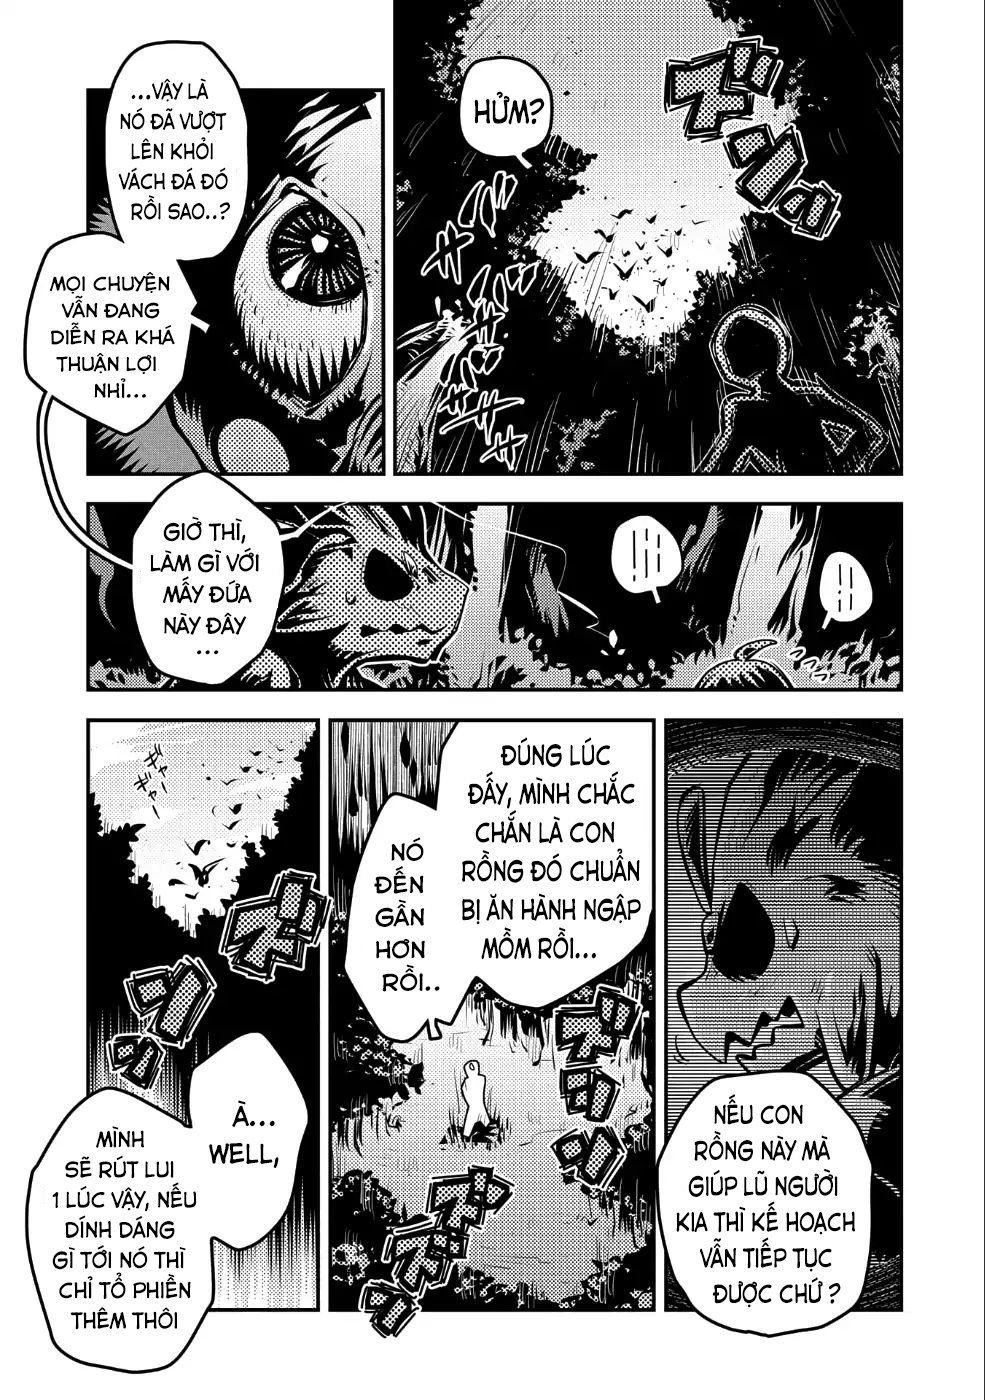 HỬM?
…VẬY LÀ
NÓ ĐÃ VƯỢT
LÊN KHỎI
VÁCH ĐÁ ĐÓ
RỒI SAO..?
MỌI CHUYỆN
VẪN ĐANG
DIỄN RA KHÁ
THUẬN LỢI
NHỈ...
GIỜ THÌ,
LÀM GÌ VỚI
MẤY ĐỨA
NÀY ĐÂY
...
NẾU CON
RỒNG NÀY MÀ
GIÚP LŨ NGƯỜI
KIA THÌ KẾ HOẠCH
VẪN TIẾP TỤC
ĐƯỢC CHỨ ?
ĐÚNG LÚC
ĐẤY, MÌNH CHẮC
CHẮN LÀ CON
RỒNG ĐÓ CHUẨN
BỊ ĂN HÀNH NGẬP
MỒM RỒI...
NÓ
ĐẾN
GẦN
HƠN
RỒI..
À...
WELL,
MÌNH
SẼ RÚT LUI
1 LÚC VẬY, NẾU
DÍNH DÁNG
GÌ TỚI NÓ THÌ
CHỈ TỔ PHIỀN
THÊM THÔI